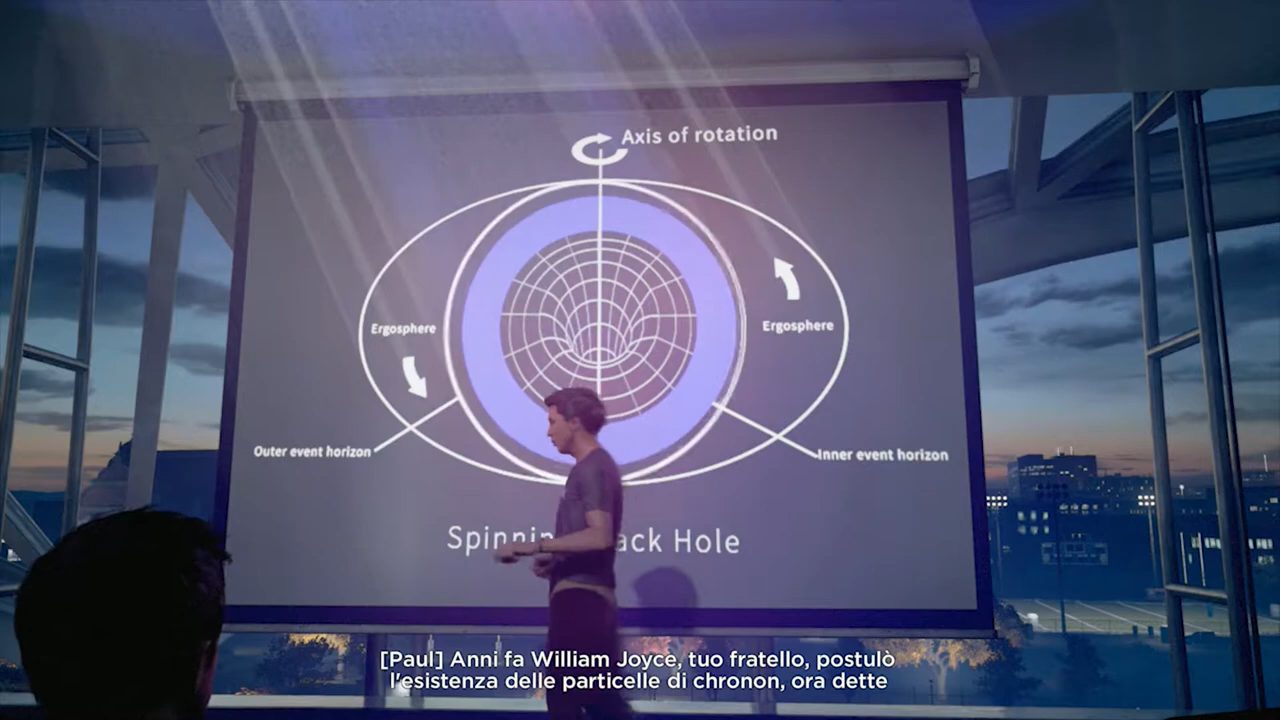 Axis of rotation
Ergosphere
Ergosphere
Outer event horizon
Inner event horizon
Hole
[Paul] Anni fa William Joyce, tuo fratello, postulò
l'esistenza delle particelle di chronon, ora dette